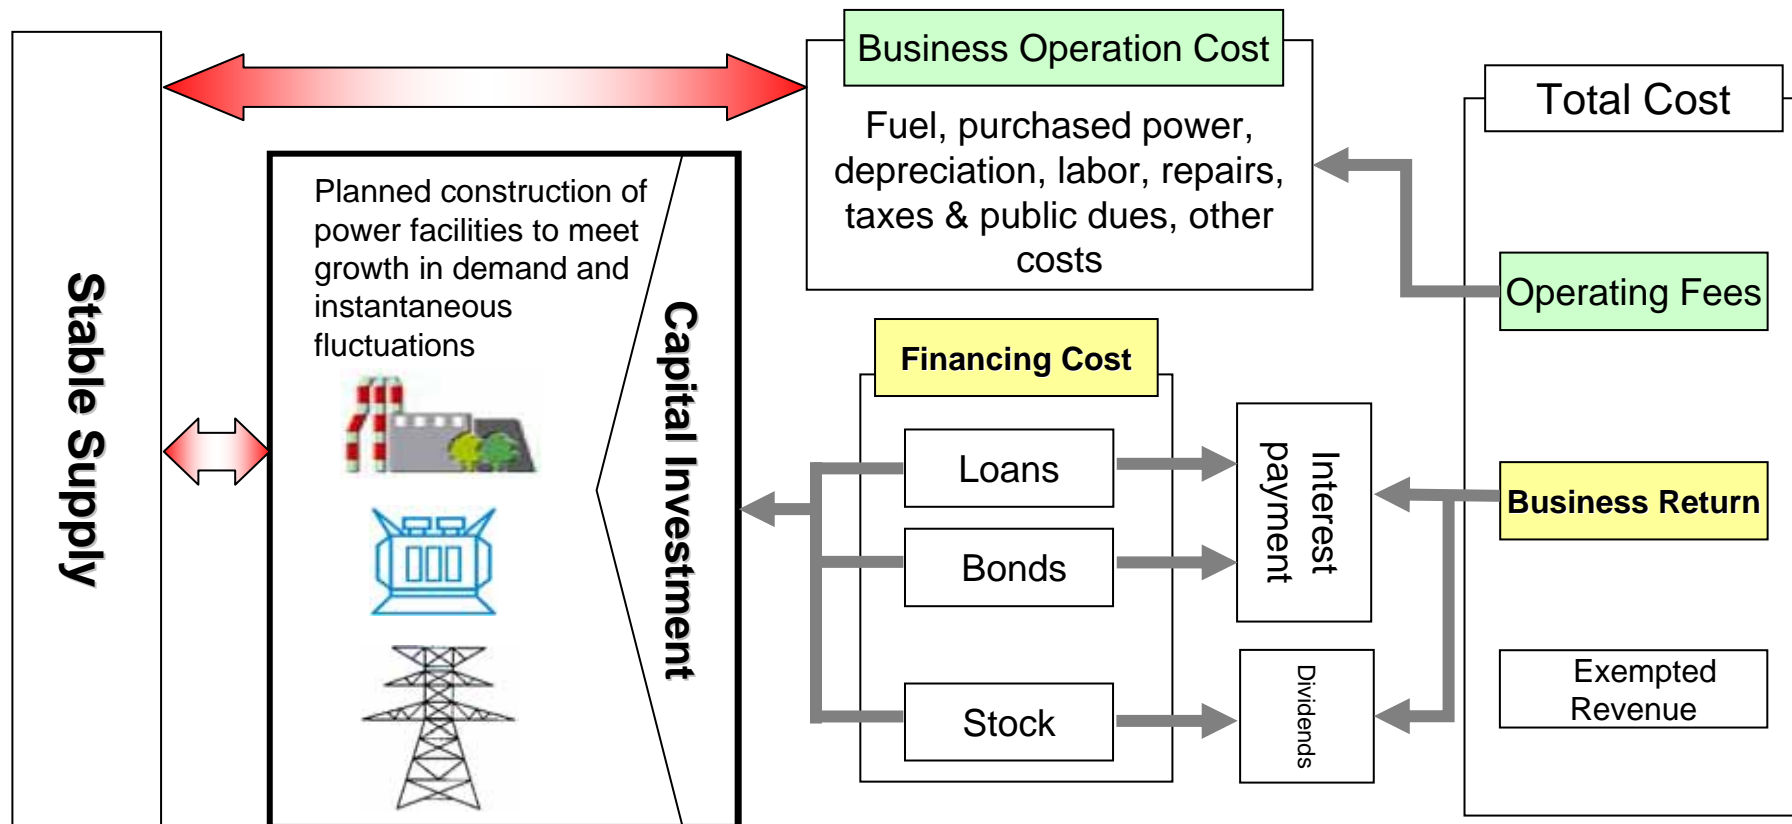 Stable Supply
Planned construction of
power facilities to meet
growth in demand and
instantaneous
fluctuations
Capital Investment
Business Operation Cost
Fuel, purchased power,
depreciation, labor, repairs,
taxes & public dues, other
costs
Financing Cost
Loans
Bonds
Stock
Interest
payment
Dividends
Total Cost
Operating Fees
Business Return
Exempted
Revenue